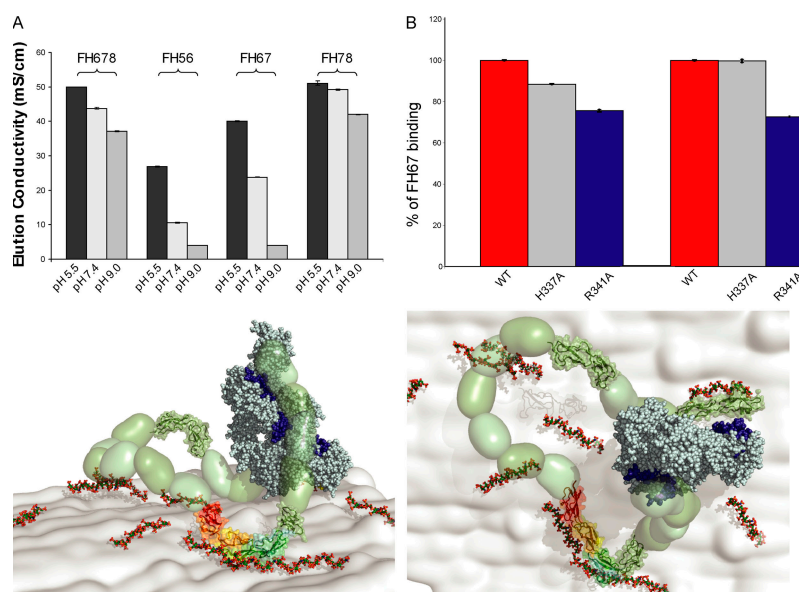 A
FH678 FH56 FH67 FH78
Elution Conductivity (mS/cm)
60
50
40
30
20
10
0
pH 5.5 pH 7.4 pH 9.0 pH 5.5 pH 7.4 pH 9.0 pH 5.5 pH 7.4 pH 9.0 pH 5.5 pH 7.4 pH 9.0
B
% of FH67 binding
120
100
80
60
40
20
0
WT H337A R341A WT H337A R341A